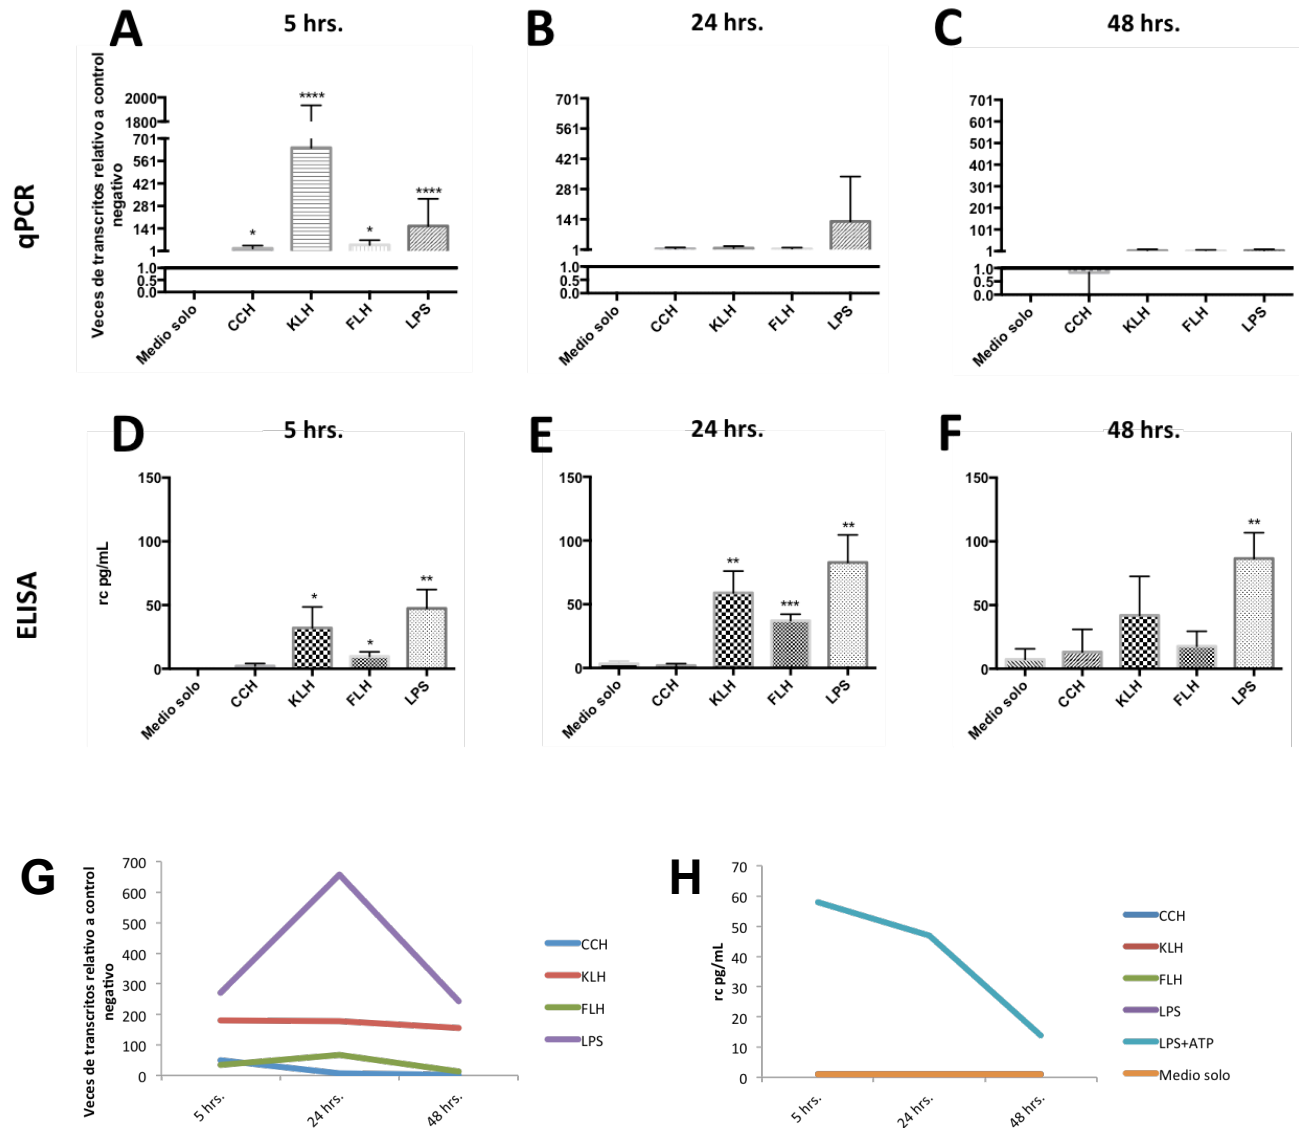 A 5 hrs.
B 24 hrs.
C 48 hrs.
qPCR
Veces de transcritos relativo a control
negativo
2000
1800
701
561
421
281
141
1
1.0
0.5
0.0
****
*
*
****
Medio solo CCH KLH FLH LPS
701
561
421
281
141
1
1.0
0.5
0.0
Medio solo CCH KLH FLH LPS
701
601
501
401
301
201
101
1
1.0
0.5
0.0
Medio solo CCH KLH FLH LPS
D 5 hrs.
E 24 hrs.
F 48 hrs.
ELISA
rc pg/mL
150
100
50
0
*
*
**
Medio solo CCH KLH FLH LPS
150
100
50
0
**
***
**
Medio solo CCH KLH FLH LPS
150
100
50
0
**
Medio solo CCH KLH FLH LPS
G
Veces de transcritos relativo a control
negativo
700
600
500
400
300
200
100
0
5 hrs. 24 hrs. 48 hrs.
CCH
KLH
FLH
LPS
H
rc pg/mL
70
60
50
40
30
20
10
0
5 hrs. 24 hrs. 48 hrs.
CCH
KLH
FLH
LPS
LPS+ATP
Medio solo